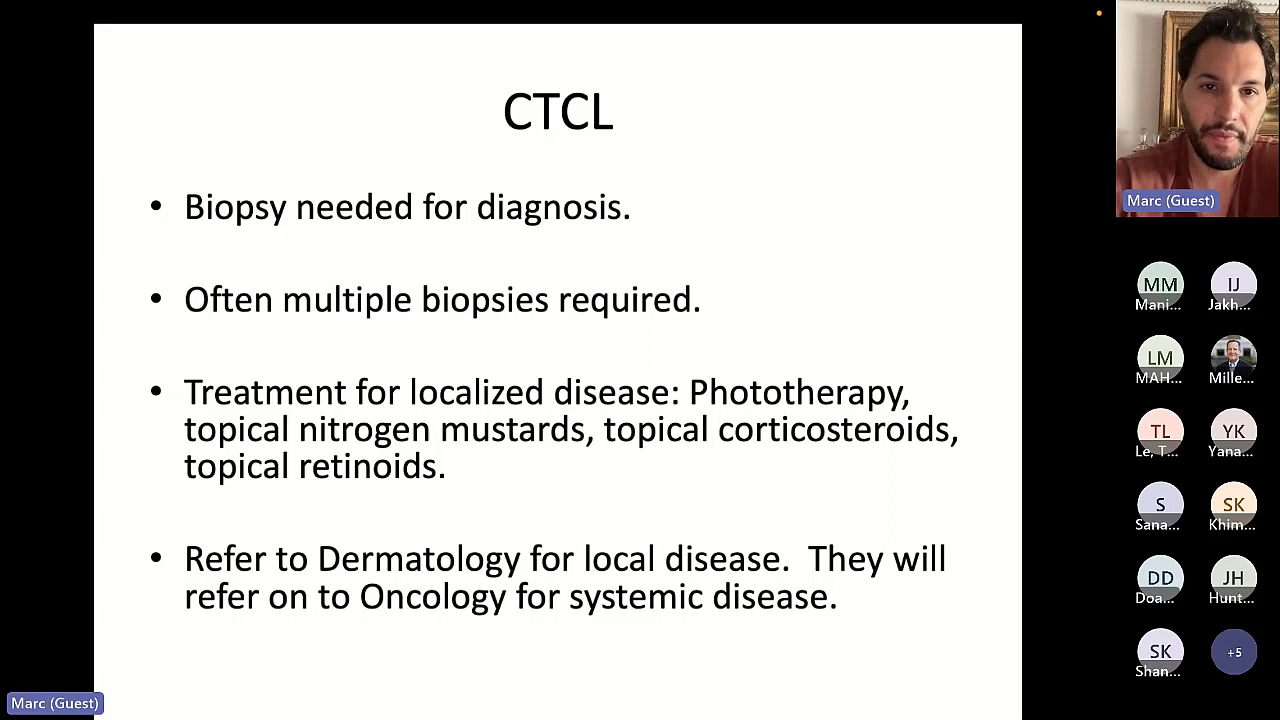 CTCL
• Biopsy needed for diagnosis.
• Often multiple biopsies required.
• Treatment for localized disease: Phototherapy,
topical nitrogen mustards, topical corticosteroids,
topical retinoids.
• Refer to Dermatology for local disease.  They will
refer on to Oncology for systemic disease.
Marc (Guest)
Marc (Guest)
MM
IJ
Mani...
Jakh...
LM
MAH...
Mille...
TL
YK
Le, T...
Yana...
S
SK
Sana...
Khim...
DD
JH
Doa...
Hunt...
SK
+5
Shan...